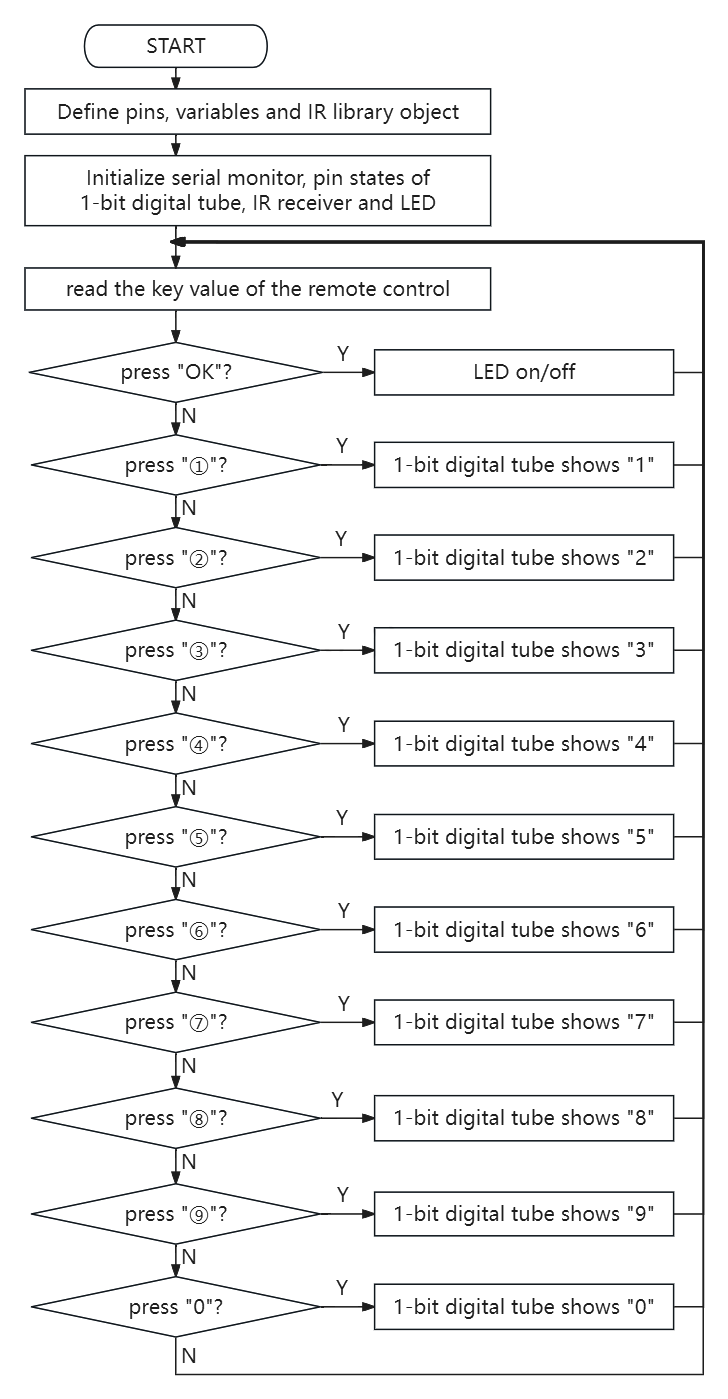 START
Define pins, variables and IR library object
Initialize serial monitor, pin states of
1-bit digital tube, IR receiver and LED
read the key value of the remote control
press "OK"?
Y
LED on/off
N
press "①"?
Y
1-bit digital tube shows "1"
N
press "②"?
Y
1-bit digital tube shows "2"
N
press "③"?
Y
1-bit digital tube shows "3"
N
press "④"?
Y
1-bit digital tube shows "4"
N
press "⑤"?
Y
1-bit digital tube shows "5"
N
press "⑥"?
Y
1-bit digital tube shows "6"
N
press "⑦"?
Y
1-bit digital tube shows "7"
N
press "⑧"?
Y
1-bit digital tube shows "8"
N
press "⑨"?
Y
1-bit digital tube shows "9"
N
press "0"?
Y
1-bit digital tube shows "0"
N